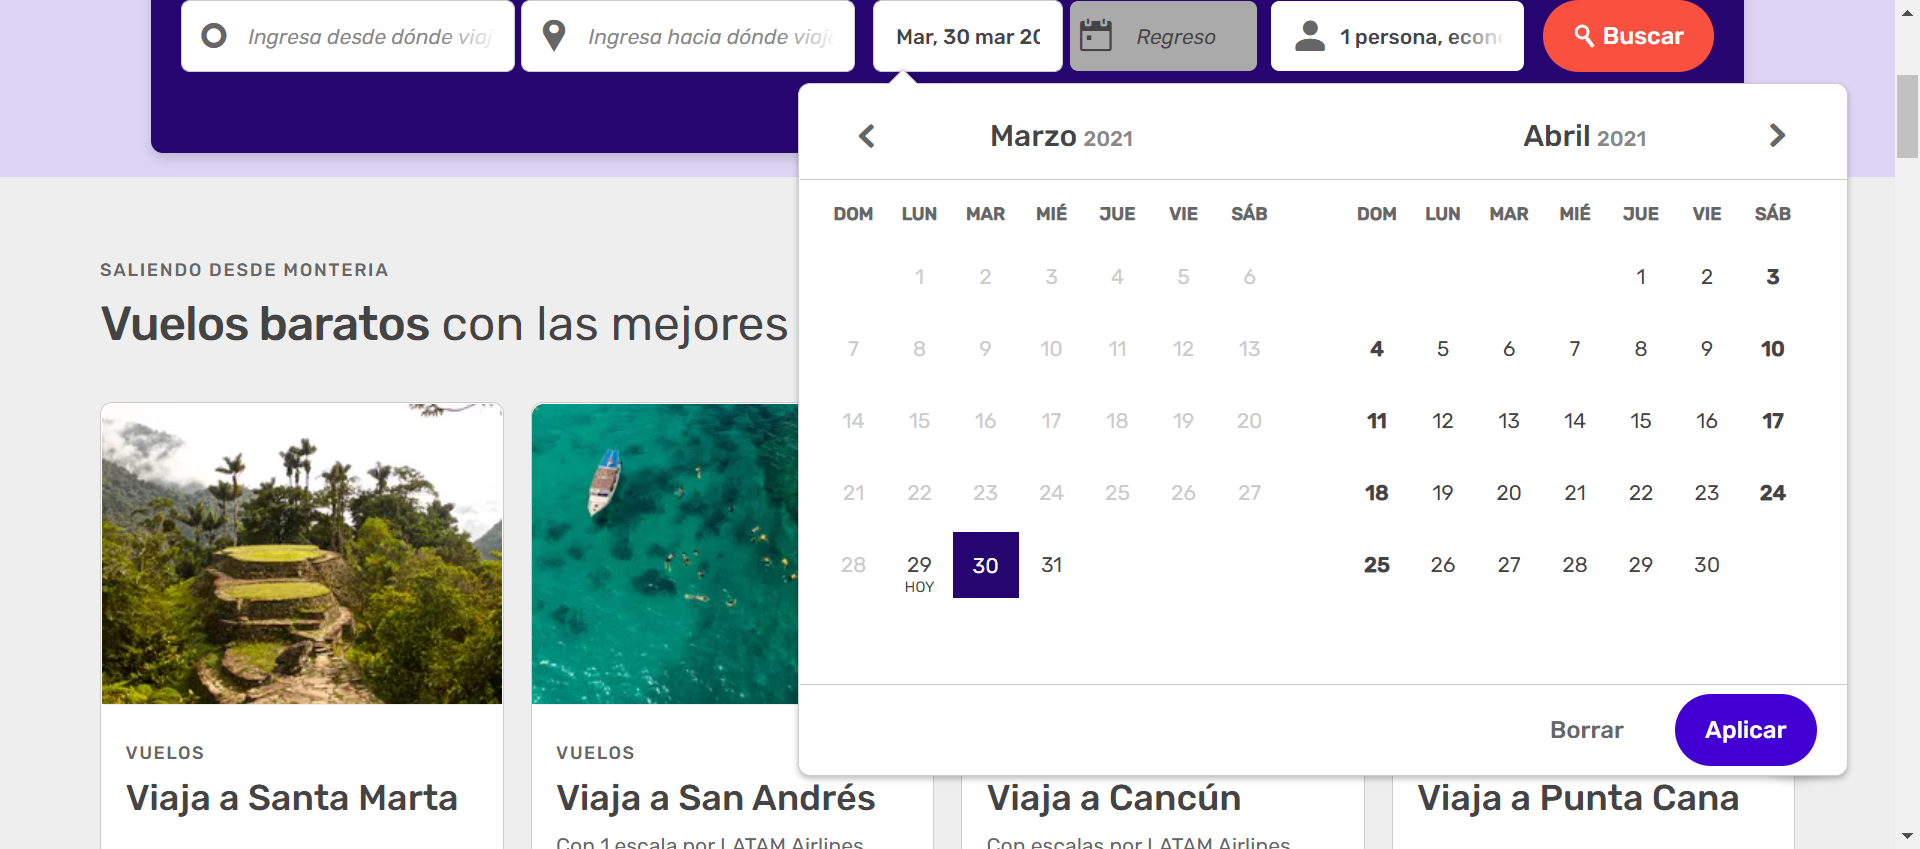 Ingresa desde dónde viaj
Ingresa hacia dónde viaj
Mar, 30 mar 20
Regreso
1 persona, econ
Buscar
Marzo 2021
Abril 2021
DOM LUN MAR MIÉ JUE VIE SÁB
1 2 3 4 5 6
7 8 9 10 11 12 13
14 15 16 17 18 19 20
21 22 23 24 25 26 27
28 29 30 31
HOY
DOM LUN MAR MIÉ JUE VIE SÁB
1 2 3
4 5 6 7 8 9 10
11 12 13 14 15 16 17
18 19 20 21 22 23 24
25 26 27 28 29 30
Borrar
Aplicar
SALIENDO DESDE MONTERIA
Vuelos baratos con las mejores
VUELOS
Viaja a Santa Marta
VUELOS
Viaja a San Andrés
Con 1 escala por LATAM Airlines
Viaja a Cancún
Con escalas por LATAM Airlines
Viaja a Punta Cana